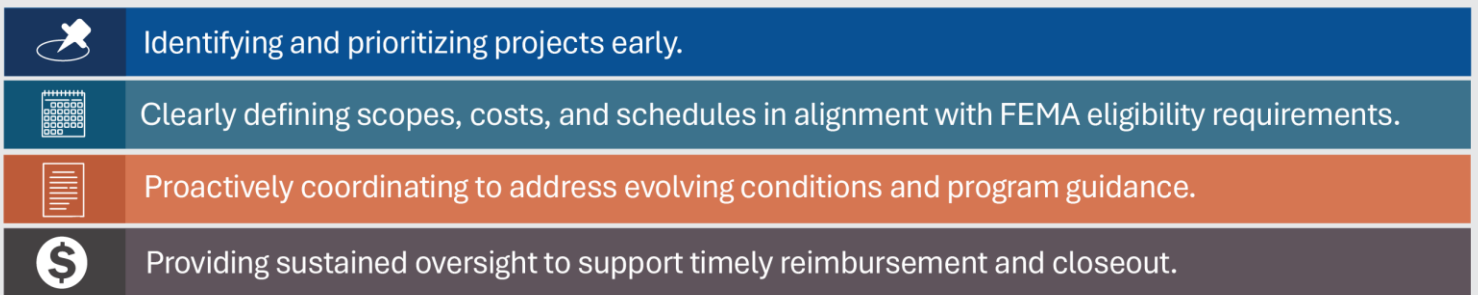 Identifying and prioritizing projects early.
Clearly defining scopes, costs, and schedules in alignment with FEMA eligibility requirements.
Proactively coordinating to address evolving conditions and program guidance.
$
Providing sustained oversight to support timely reimbursement and closeout.